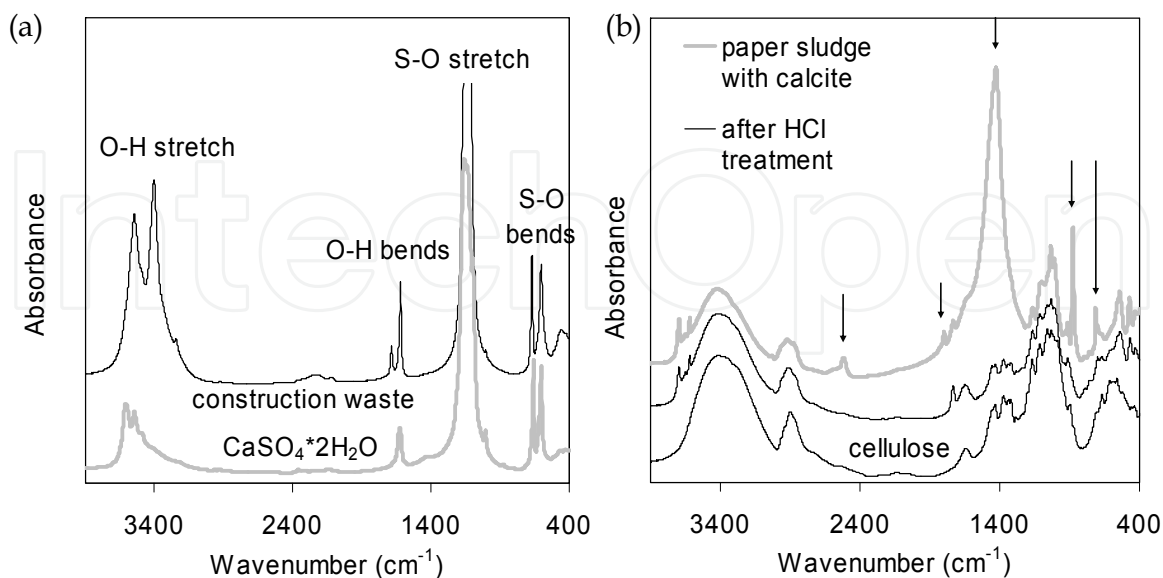 (a)
S-O stretch
O-H stretch
S-O
bends
O-H bends
construction waste
CaSO₄*2H₂O
Absorbance
3400 2400 1400 400
Wavenumber (cm⁻¹)
(b)
paper sludge
with calcite
after HCl
treatment
cellulose
Absorbance
3400 2400 1400 400
Wavenumber (cm⁻¹)
IntechOpen